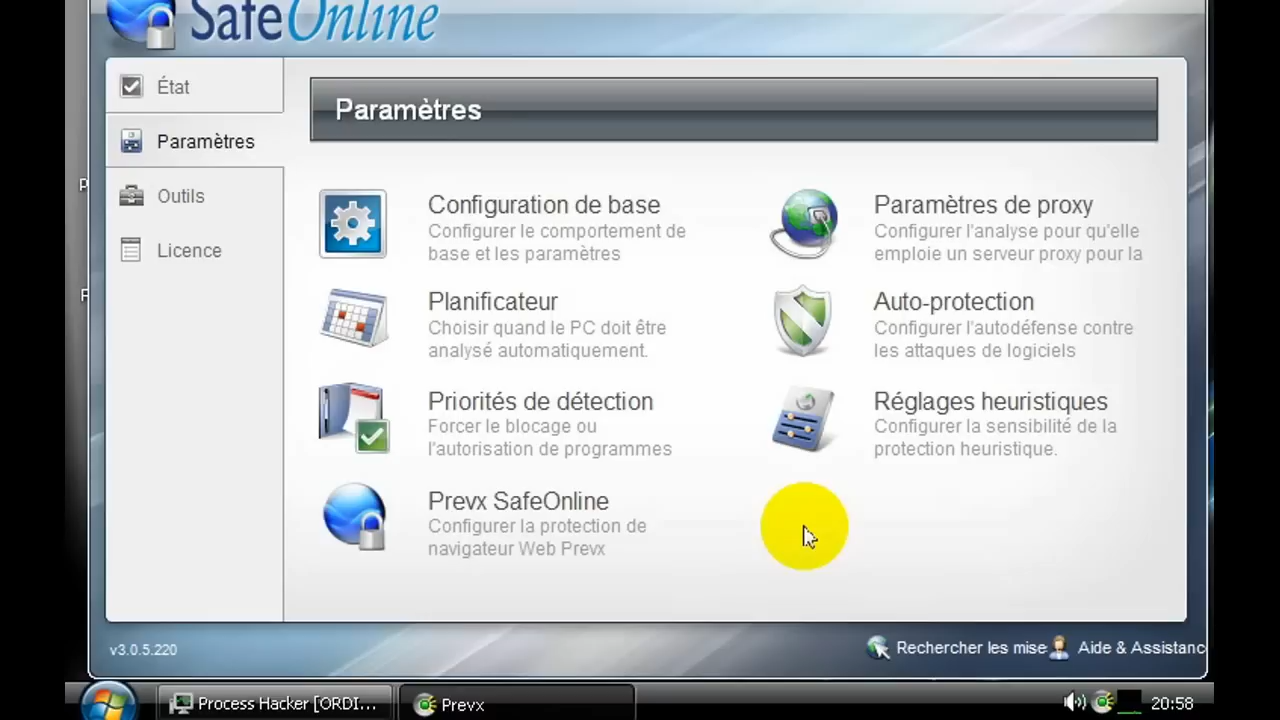 SafeOnline
État
Paramètres
Outils
Licence
Paramètres
Configuration de base
Configurer le comportement de
base et les paramètres
Paramètres de proxy
Configurer l'analyse pour qu'elle
emploie un serveur proxy pour la
Planificateur
Choisir quand le PC doit être
analysé automatiquement.
Auto-protection
Configurer l'autodéfense contre
les attaques de logiciels
Priorités de détection
Forcer le blocage ou
l'autorisation de programmes
Réglages heuristiques
Configurer la sensibilité de la
protection heuristique.
Prevx SafeOnline
Configurer la protection de
navigateur Web Prevx
v3.0.5.220
Rechercher les mise
Aide & Assistanc
Process Hacker [ORDI...
Prevx
20:58